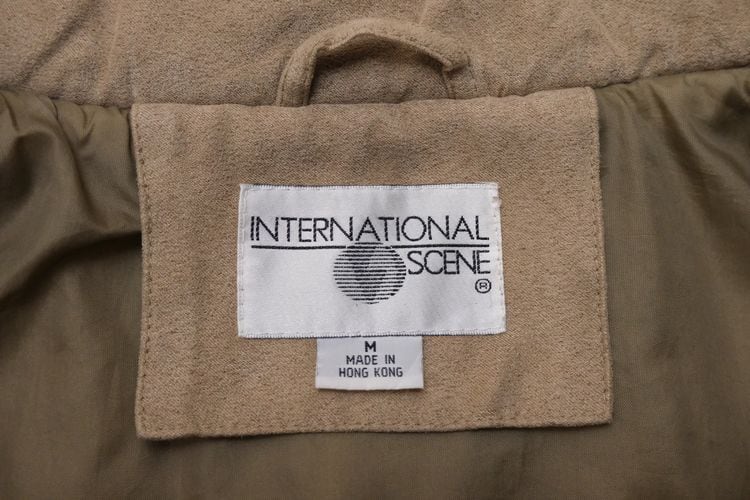 INTERNATIONAL
SCENE
®
M
MADE IN
HONG KONG